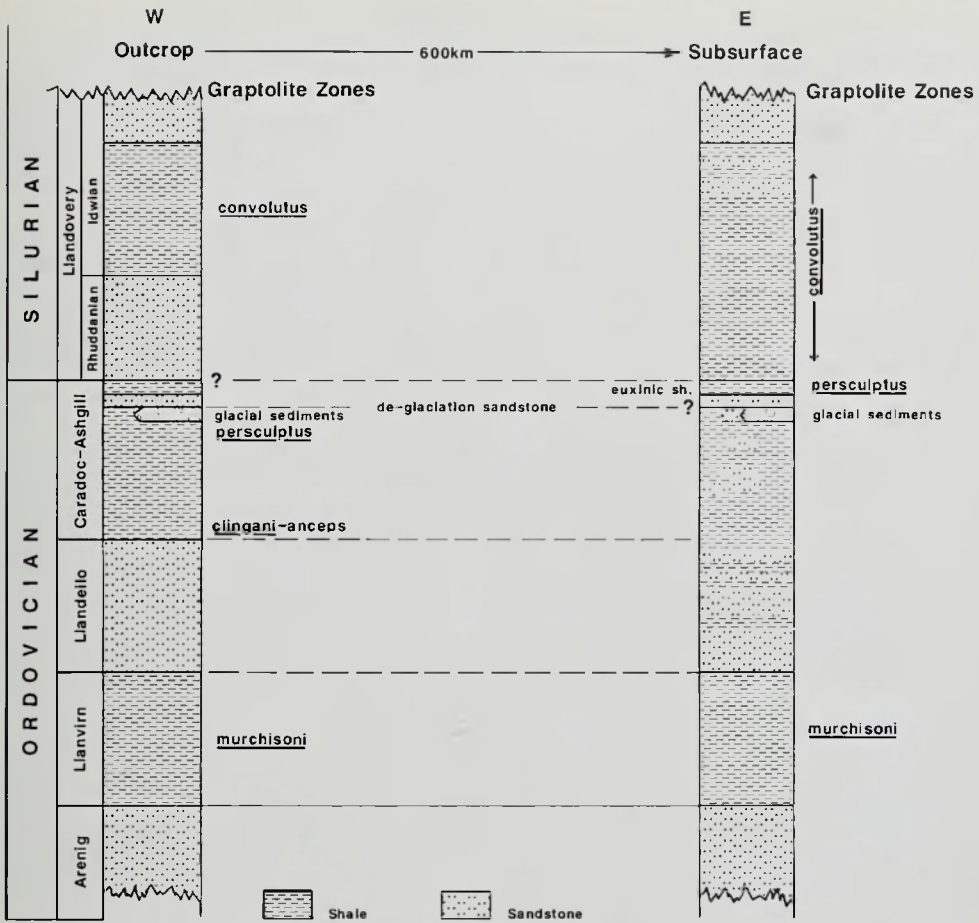 W E
Outcrop 600km Subsurface
Graptolite Zones Graptolite Zones
SILURIAN
Llandovery
Idwian
convolutus
convolutus
Rhuddanian
?
euxinic sh.
persculptus
ORDOVICIAN
Caradoc-Ashgill
glacial sediments
de-glaciation sandstone
?
glacial sediments
persculptus
clingani-anceps
Llandeilo
Llanvirn
murchisoni
murchisoni
Arenig
Shale
Sandstone